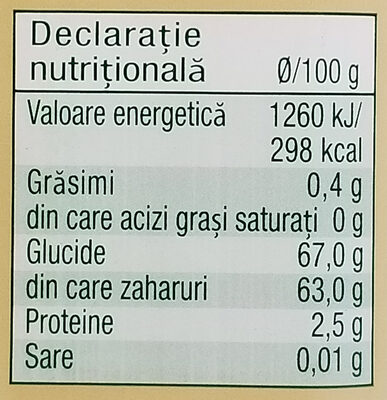 Declarație
nutrițională Ø/100 g
Valoare energetică 1260 kJ/
298 kcal
Grăsimi 0,4 g
din care acizi grași saturați 0 g
Glucide 67,0 g
din care zaharuri 63,0 g
Proteine 2,5 g
Sare 0,01 g